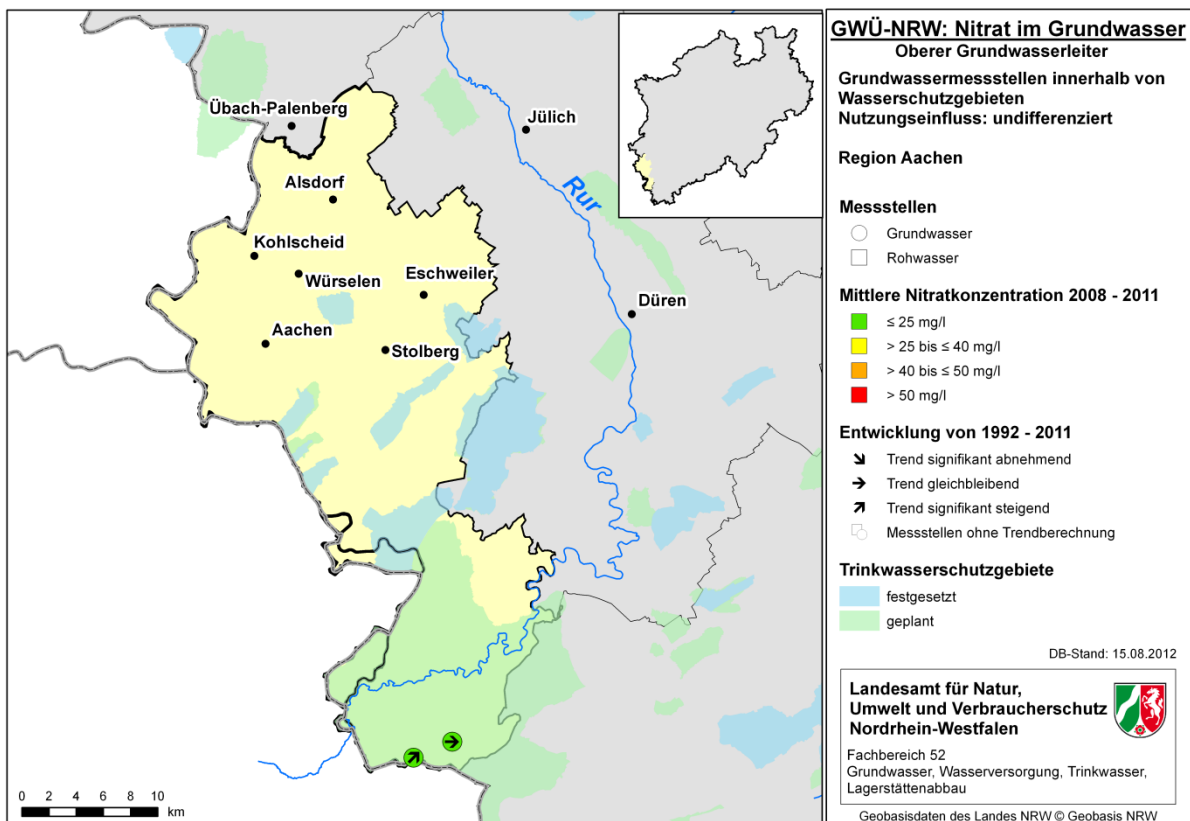 Übach-Palenberg
Jülich
Alsdorf
Rur
Kohlscheid
Würselen
Eschweiler
Düren
Aachen
Stolberg
0 2 4 6 8 10
km
GWÜ-NRW: Nitrat im Grundwasser
Oberer Grundwasserleiter
Grundwassermessstellen innerhalb von
Wasserschutzgebieten
Nutzungseinfluss: undifferenziert
Region Aachen
Messstellen
Grundwasser
Rohwasser
Mittlere Nitratkonzentration 2008 - 2011
≤ 25 mg/l
> 25 bis ≤ 40 mg/l
> 40 bis ≤ 50 mg/l
> 50 mg/l
Entwicklung von 1992 - 2011
Trend signifikant abnehmend
Trend gleichbleibend
Trend signifikant steigend
Messstellen ohne Trendberechnung
Trinkwasserschutzgebiete
festgesetzt
geplant
DB-Stand: 15.08.2012
Landesamt für Natur,
Umwelt und Verbraucherschutz
Nordrhein-Westfalen
Fachbereich 52
Grundwasser, Wasserversorgung, Trinkwasser,
Lagerstättenabbau
Geobasisdaten des Landes NRW © Geobasis NRW